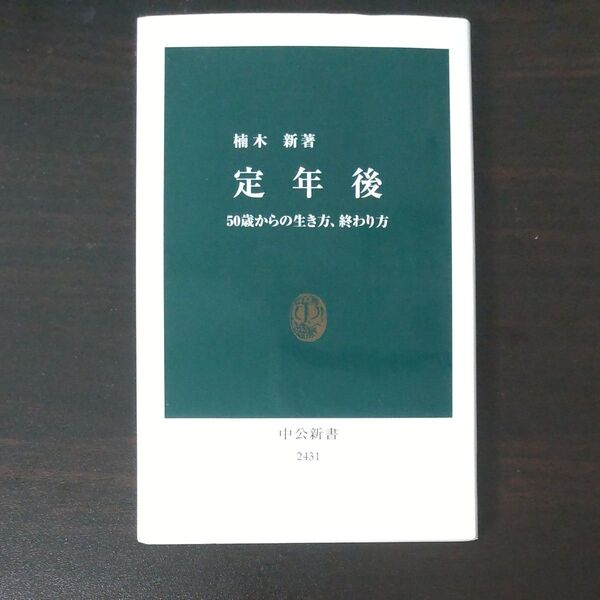 楠木 新著
定年後
50歳からの生き方、終わり方
中公新書
2431